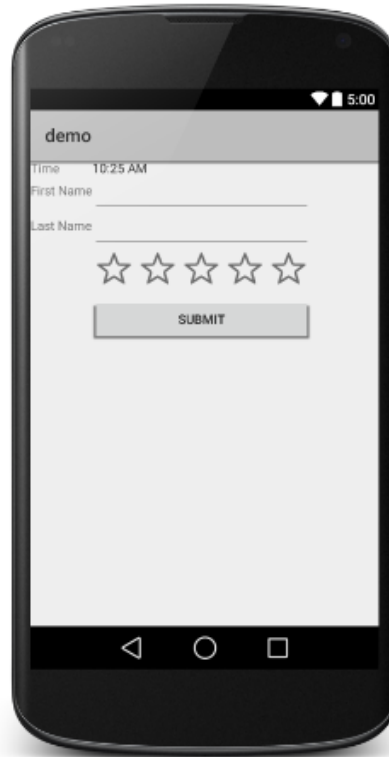 5:00
demo
Time 10:25 AM
First Name
Last Name
SUBMIT